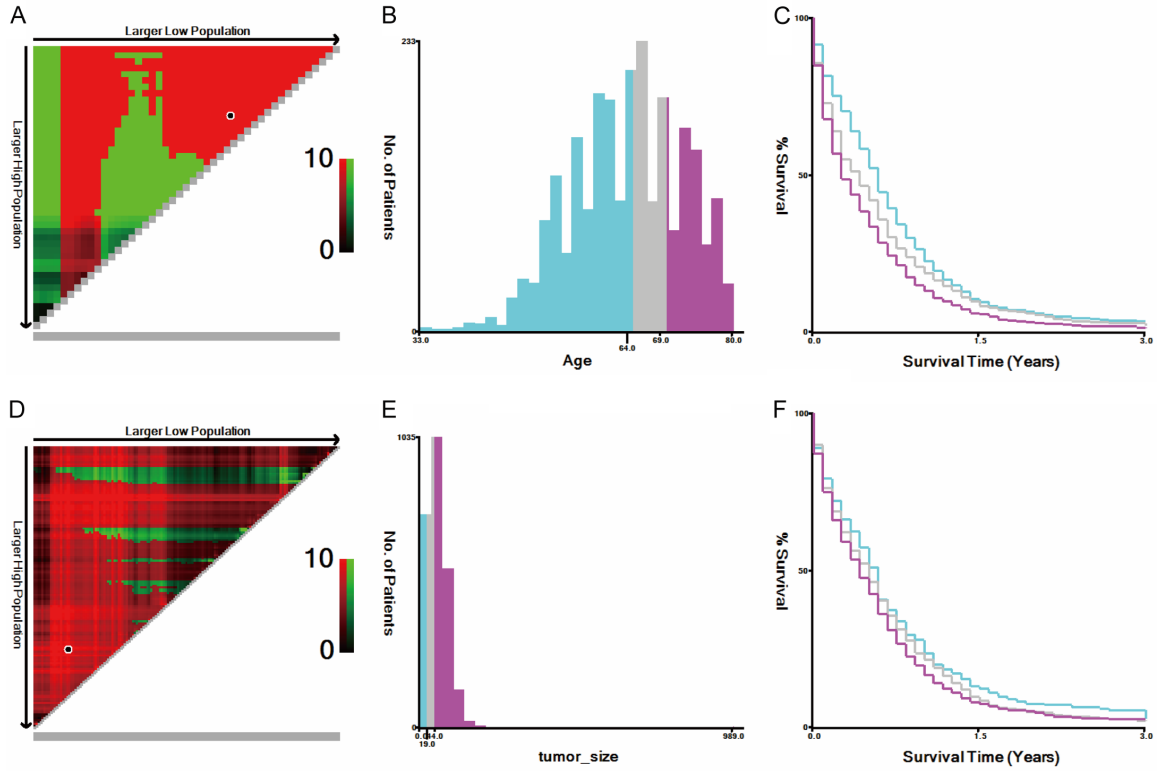 A
Larger Low Population
Larger High Population
10
0
B
233
No. of Patients
0
33.0
64.0
69.0
80.0
Age
C
100
% Survival
50
0
0.0
1.5
3.0
Survival Time (Years)
D
Larger Low Population
Larger High Population
10
0
E
1035
No. of Patients
0
19.0
989.0
tumor_size
F
100
% Survival
50
0
0.0
1.5
3.0
Survival Time (Years)